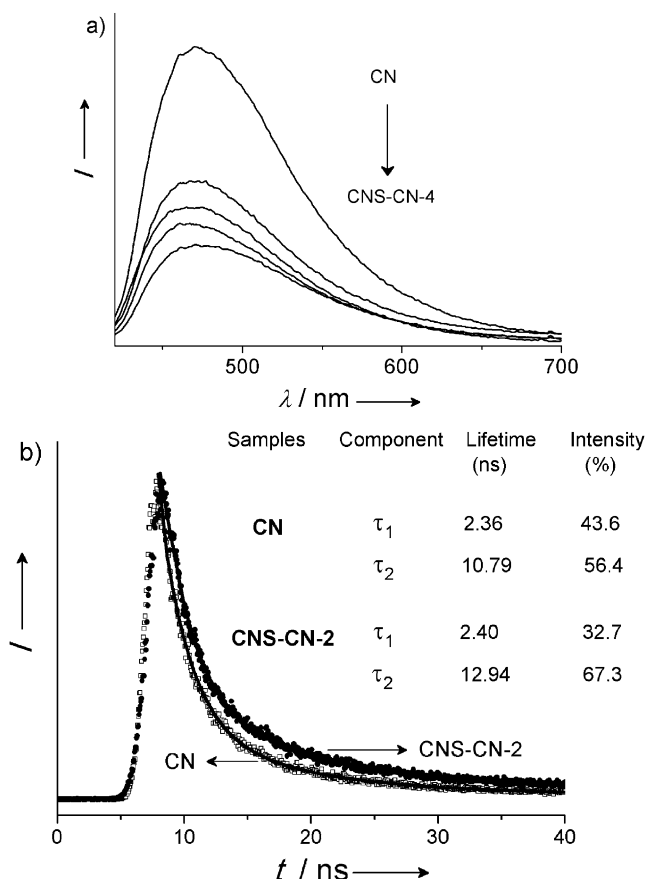 a)
CN
CNS-CN-4
I
500 600 700
λ / nm
b)
Samples Component Lifetime (ns) Intensity (%)
CN τ1 2.36 43.6
τ2 10.79 56.4
CNS-CN-2 τ1 2.40 32.7
τ2 12.94 67.3
I
CNS-CN-2
CN
0 10 20 30 40
t / ns